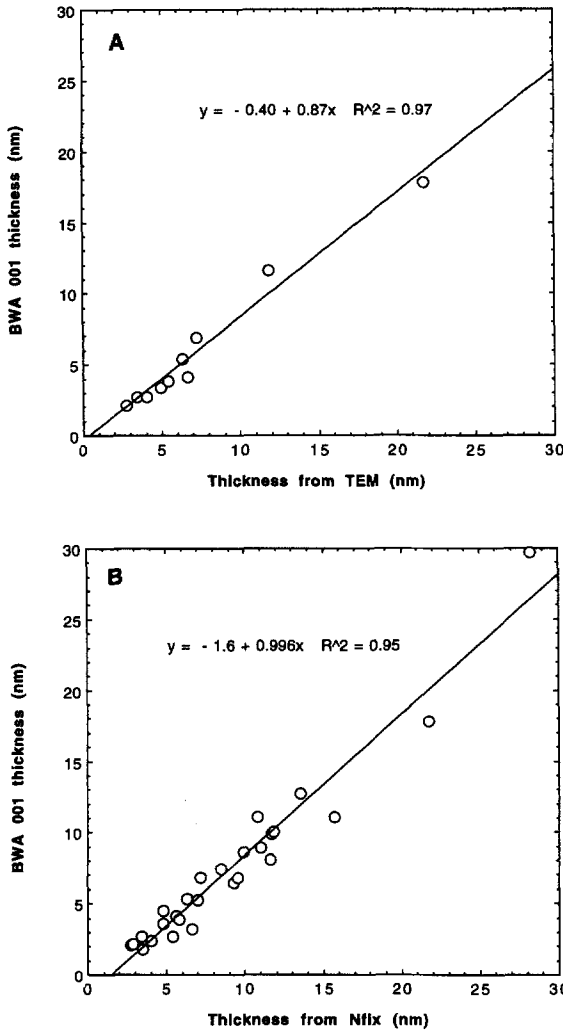 A
y = - 0.40 + 0.87x R^2 = 0.97
BWA 001 thickness (nm)
30
25
20
15
10
5
0
0 5 10 15 20 25 30
Thickness from TEM (nm)
B
y = - 1.6 + 0.996x R^2 = 0.95
BWA 001 thickness (nm)
30
25
20
15
10
5
0
0 5 10 15 20 25 30
Thickness from Nfix (nm)